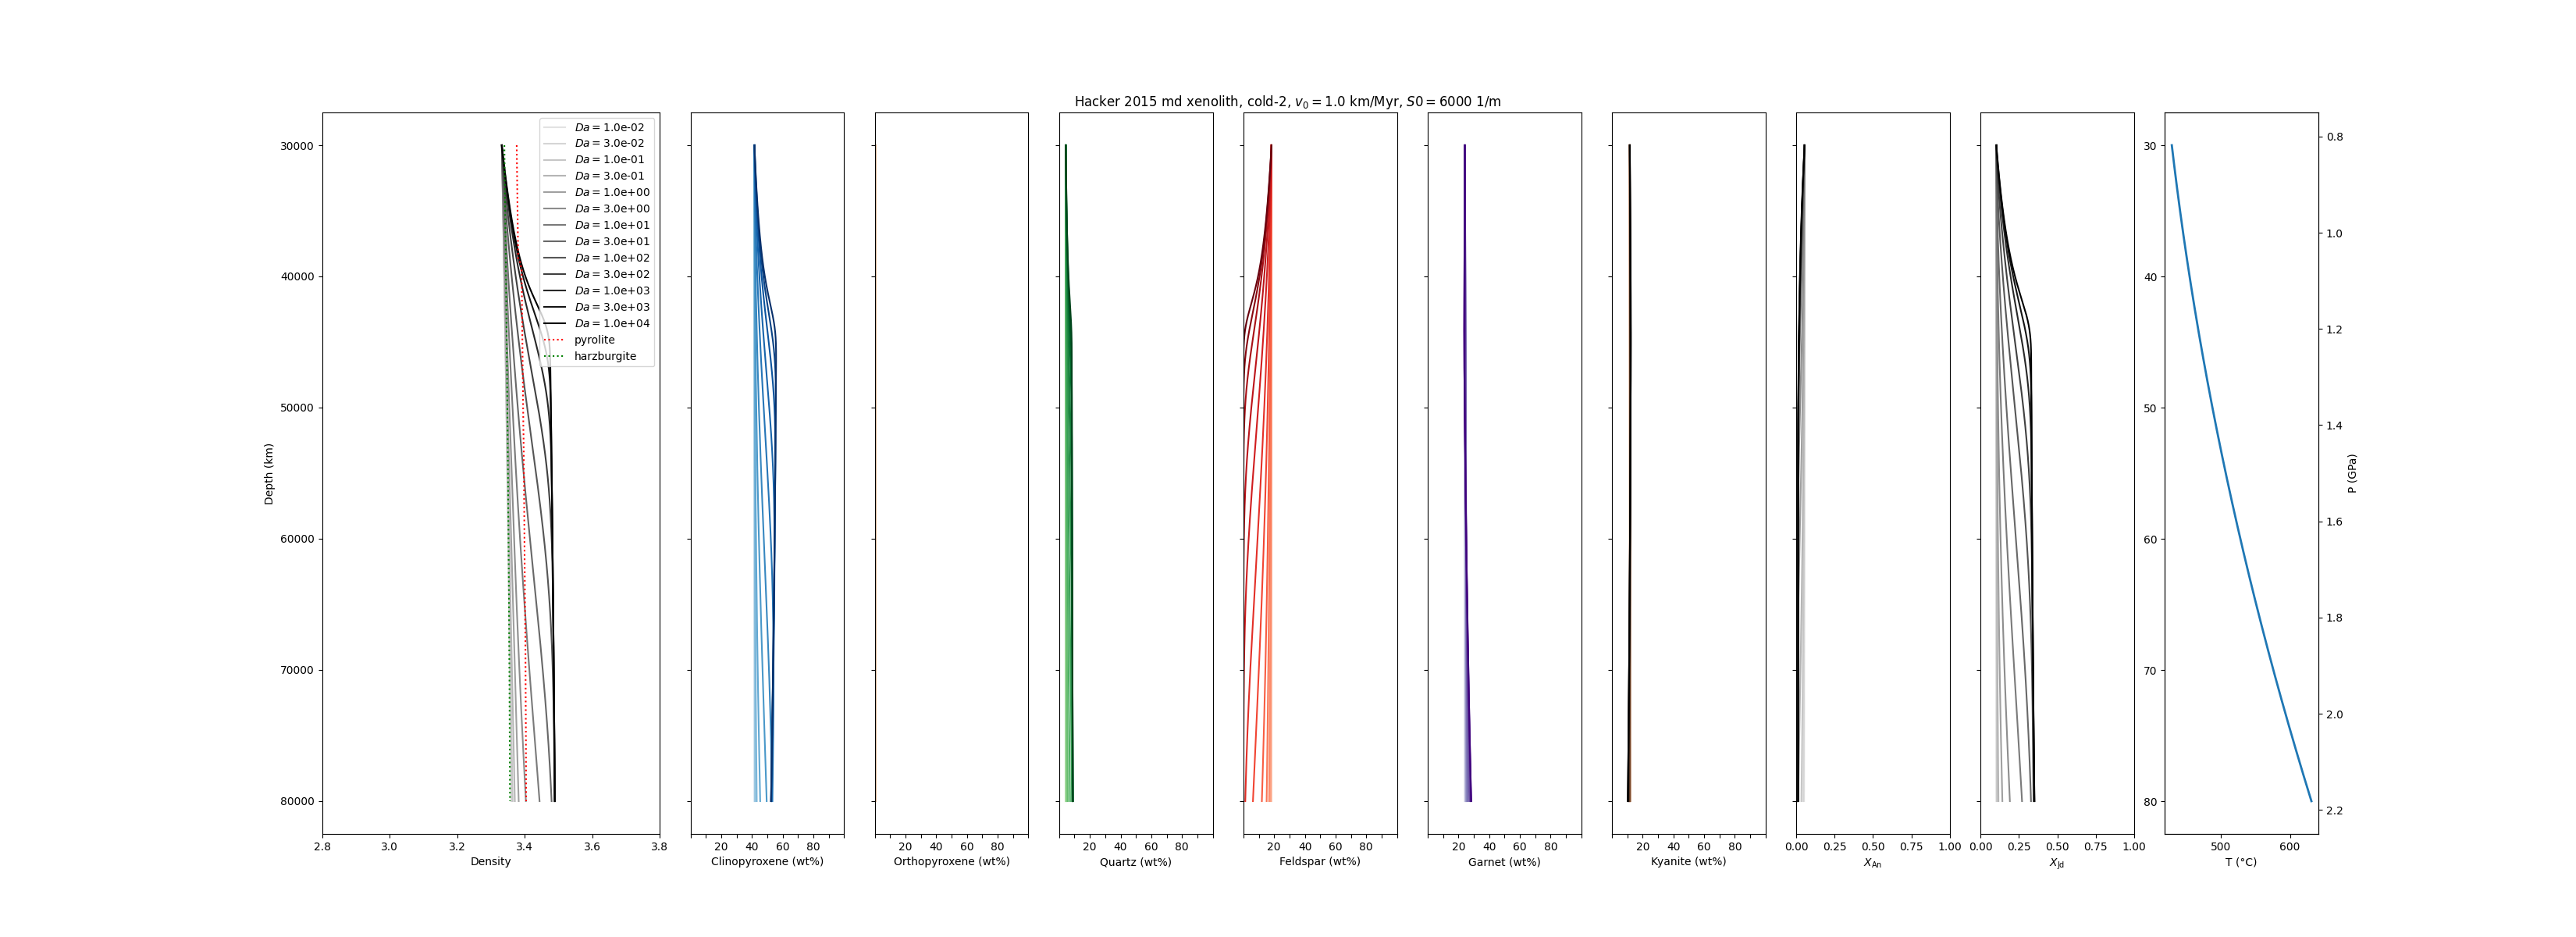 Hacker 2015 md xenolith, cold-2, v₀ = 1.0 km/Myr, S0 = 6000 1/m
Da = 1.0e-02
Da = 3.0e-02
Da = 1.0e-01
Da = 3.0e-01
Da = 1.0e+00
Da = 3.0e+00
Da = 1.0e+01
Da = 3.0e+01
Da = 1.0e+02
Da = 3.0e+02
Da = 1.0e+03
Da = 3.0e+03
Da = 1.0e+04
pyrolite
harzburgite
Depth (km)
30000
40000
50000
60000
70000
80000
2.8 3.0 3.2 3.4 3.6 3.8
Density
20 40 60 80
Clinopyroxene (wt%)
20 40 60 80
Orthopyroxene (wt%)
20 40 60 80
Quartz (wt%)
20 40 60 80
Feldspar (wt%)
20 40 60 80
Garnet (wt%)
20 40 60 80
Kyanite (wt%)
0.00 0.25 0.50 0.75 1.00
X_An
0.00 0.25 0.50 0.75 1.00
X_Jd
30
40
50
60
70
80
500 600
T (°C)
0.8
1.0
1.2
1.4
1.6
1.8
2.0
2.2
P (GPa)